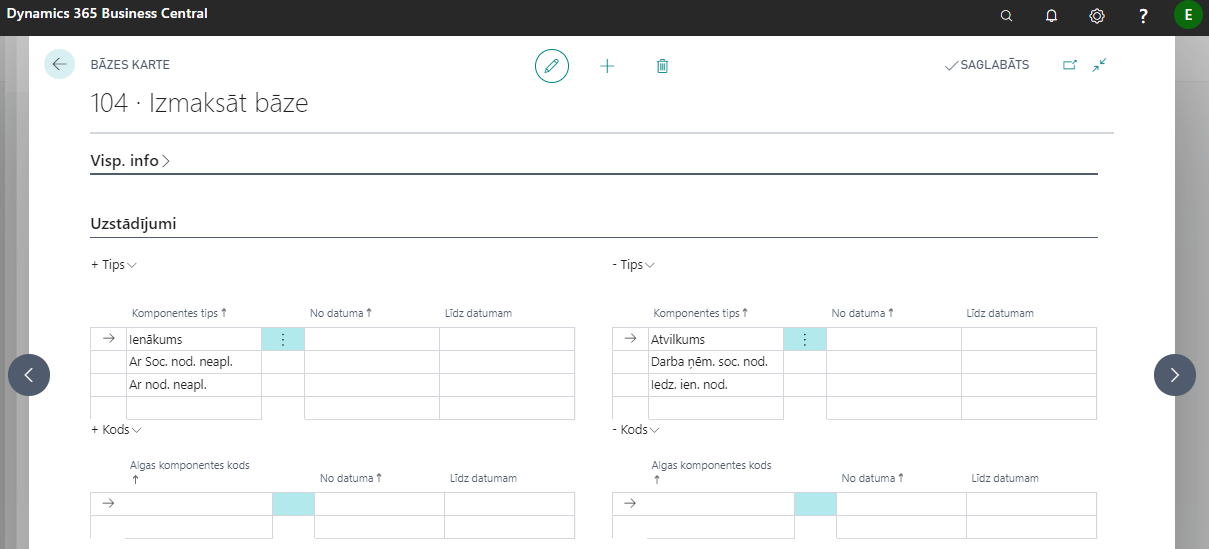 Dynamics 365 Business Central
?
E
BĀZES KARTE
SAGLABĀTS
104 · Izmaksāt bāze
Visp. info
Uzstādījumi
+ Tips
Komponentes tips ↑ No datuma ↑ Līdz datumam
Ienākums
Ar Soc. nod. neapl.
Ar nod. neapl.
- Tips
Komponentes tips ↑ No datuma ↑ Līdz datumam
Atvilkums
Darba ņēm. soc. nod.
Iedz. ien. nod.
+ Kods
Algas komponentes kods ↑ No datuma ↑ Līdz datumam
- Kods
Algas komponentes kods ↑ No datuma ↑ Līdz datumam